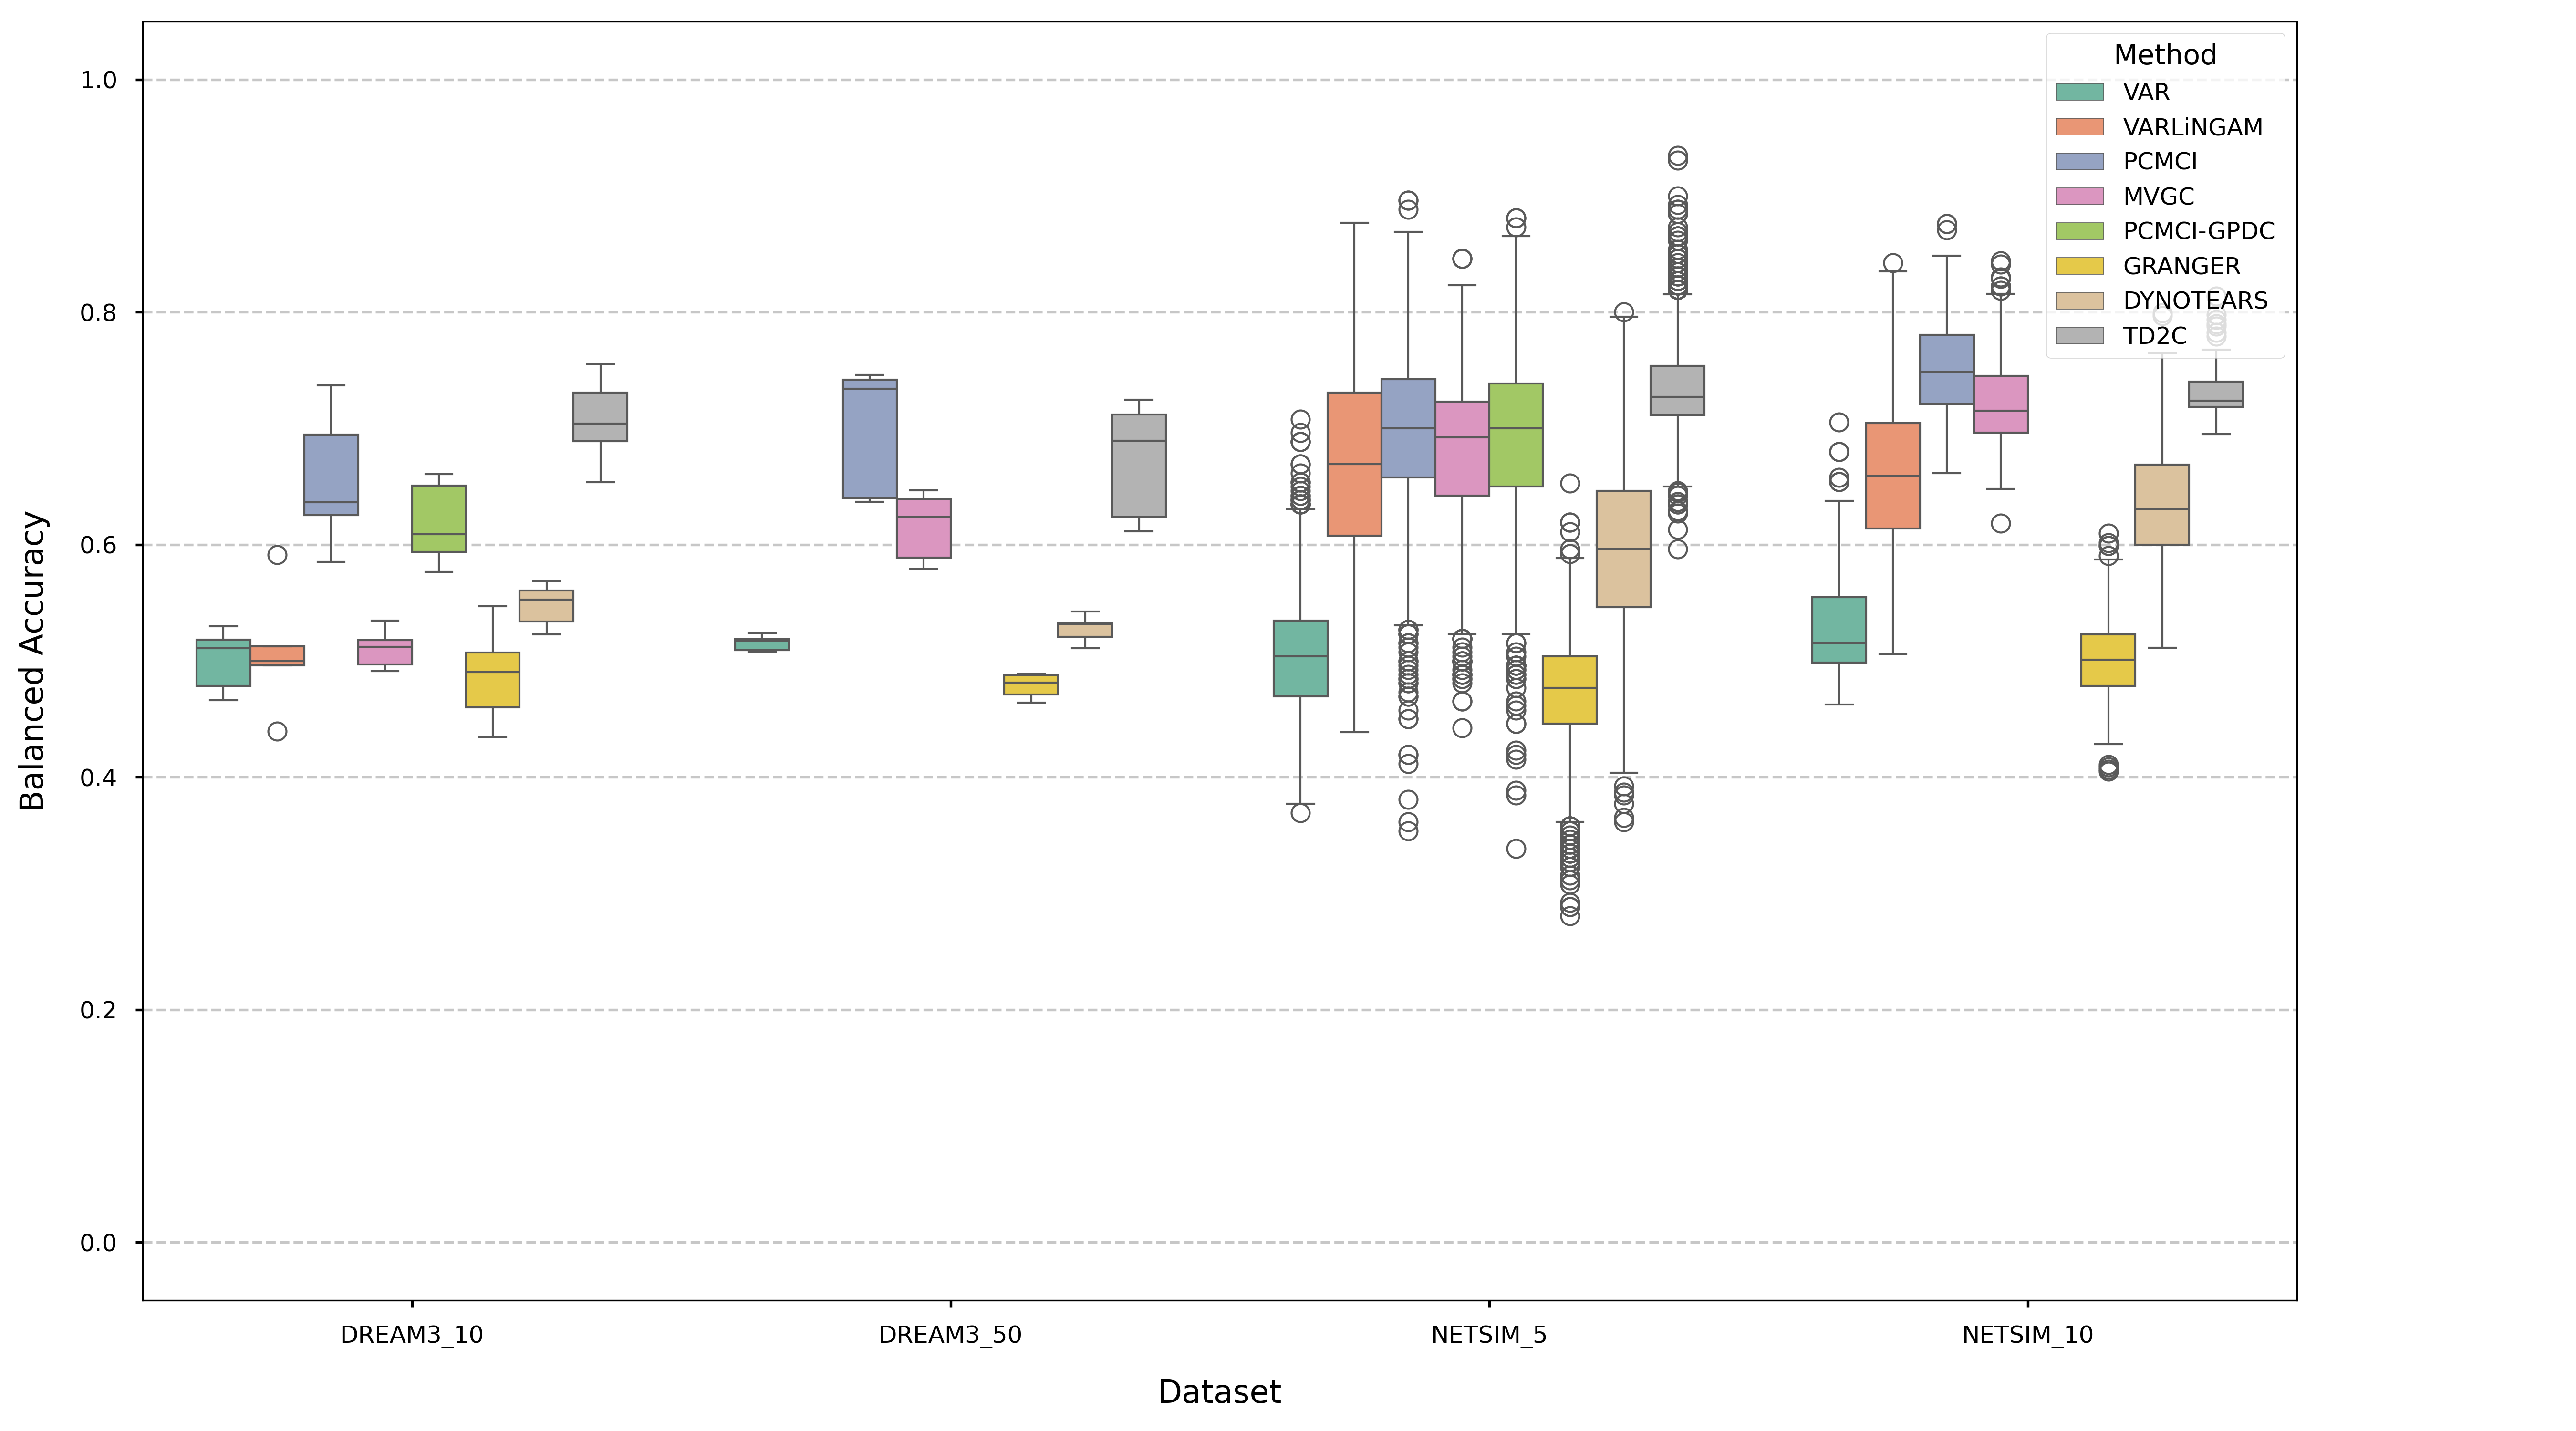 Balanced Accuracy
1.0
0.8
0.6
0.4
0.2
0.0
Method
VAR
VARLiNGAM
PCMCI
MVGC
PCMCI-GPDC
GRANGER
DYNOTEARS
TD2C
DREAM3_10
DREAM3_50
NETSIM_5
NETSIM_10
Dataset